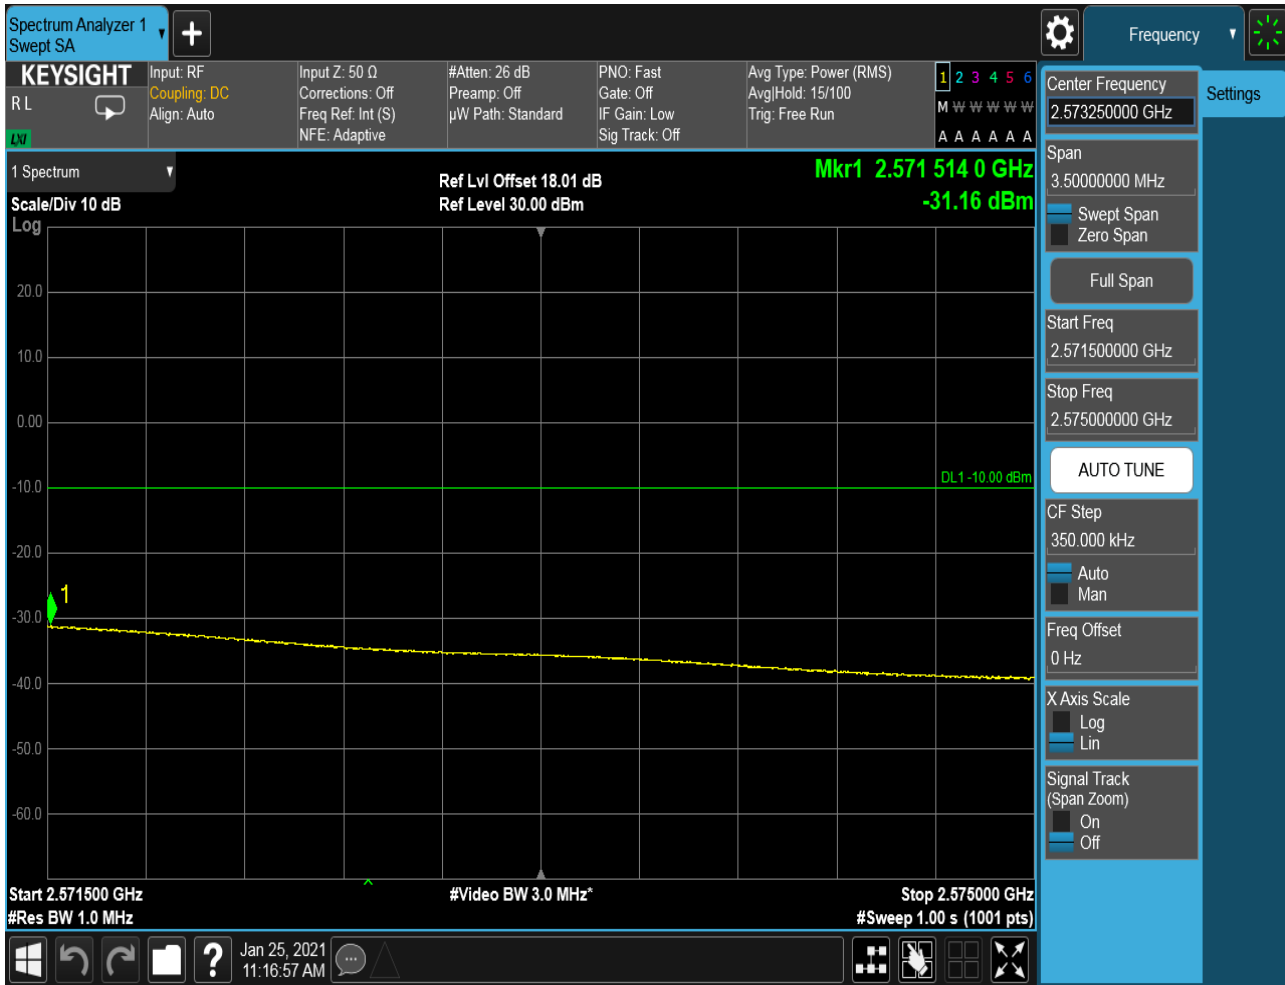 Spectrum Analyzer 1
Swept SA
+
Frequency
KEYSIGHT
R L
LXI
Input: RF
Coupling: DC
Align: Auto
Input Z: 50 Ω
Corrections: Off
Freq Ref: Int (S)
NFE: Adaptive
#Atten: 26 dB
Preamp: Off
µW Path: Standard
PNO: Fast
Gate: Off
IF Gain: Low
Sig Track: Off
Avg Type: Power (RMS)
Avg|Hold: 15/100
Trig: Free Run
1 2 3 4 5 6
M W W W W W
A A A A A A
1 Spectrum
Scale/Div 10 dB
Log
Ref Lvl Offset 18.01 dB
Ref Level 30.00 dBm
Mkr1 2.571 514 0 GHz
-31.16 dBm
20.0
10.0
0.00
-10.0
-20.0
-30.0
-40.0
-50.0
-60.0
DL1 -10.00 dBm
1
Start 2.571500 GHz
#Res BW 1.0 MHz
#Video BW 3.0 MHz*
Stop 2.575000 GHz
#Sweep 1.00 s (1001 pts)
Center Frequency
2.573250000 GHz
Settings
Span
3.50000000 MHz
Swept Span
Zero Span
Full Span
Start Freq
2.571500000 GHz
Stop Freq
2.575000000 GHz
AUTO TUNE
CF Step
350.000 kHz
Auto
Man
Freq Offset
0 Hz
X Axis Scale
Log
Lin
Signal Track
(Span Zoom)
On
Off
?
Jan 25, 2021
11:16:57 AM